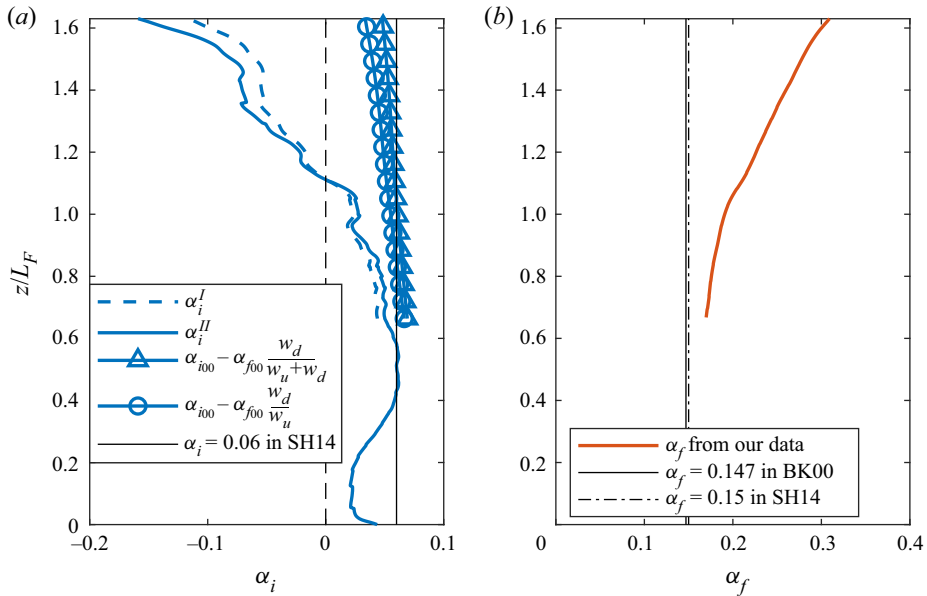 (a)
1.6
1.4
1.2
1.0
0.8
0.6
0.4
0.2
0
z/L_F
α_i^I
α_i^II
α_i00 − α_f00 w_d/(w_u+w_d)
α_i00 − α_f00 w_d/w_u
α_i = 0.06 in SH14
−0.2
−0.1
0
0.1
α_i
(b)
1.6
1.4
1.2
1.0
0.8
0.6
0.4
0.2
α_f from our data
α_f = 0.147 in BK00
α_f = 0.15 in SH14
0
0.1
0.2
0.3
0.4
α_f